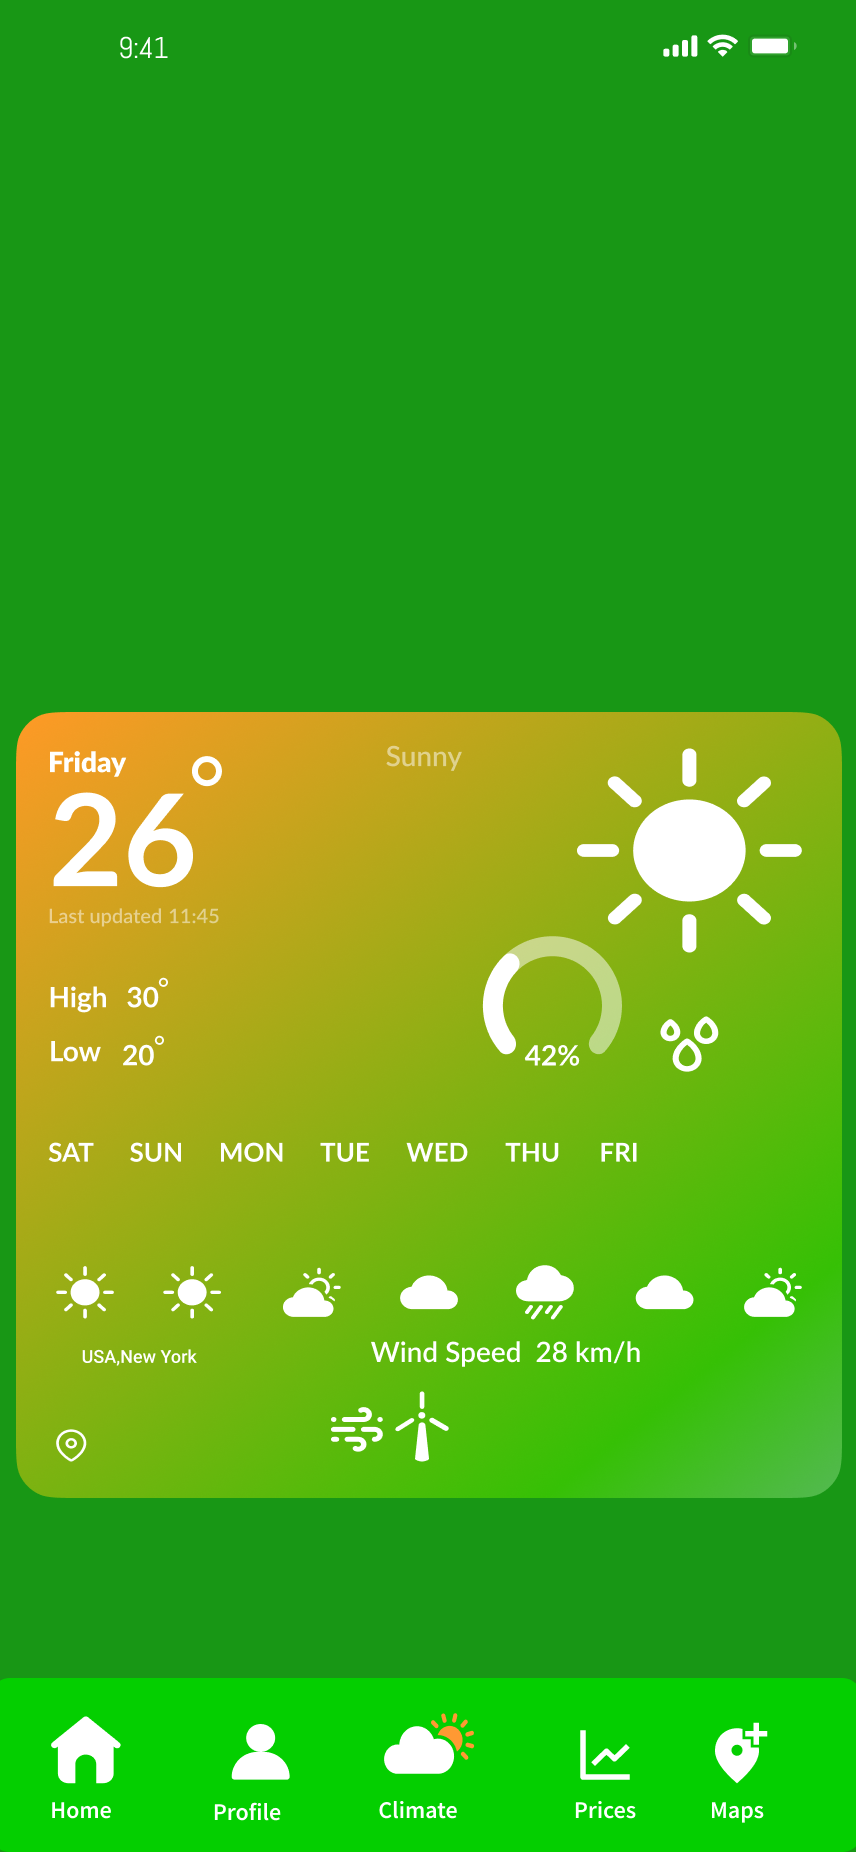 9:41
Friday
Sunny
26°
Last updated 11:45
High 30°
Low 20°
42%
SAT SUN MON TUE WED THU FRI
USA,New York
Wind Speed 28 km/h
Home Profile Climate Prices Maps